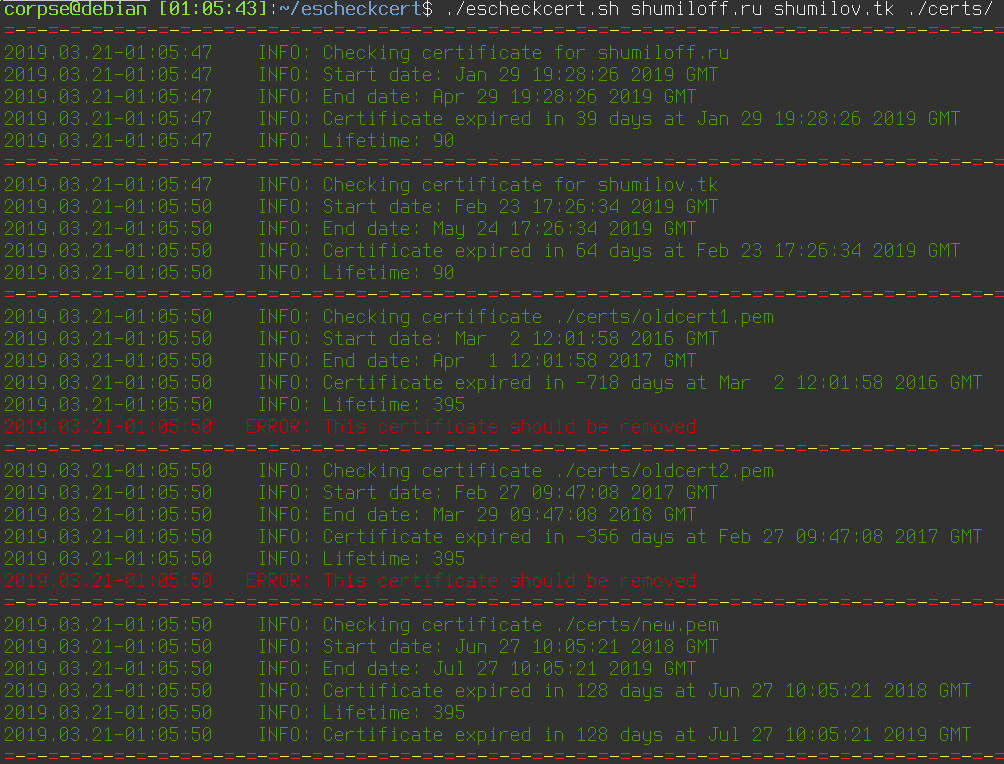 corpse@debian [01:05:43]:~/escheckcert$ ./escheckcert.sh shumiloff.ru shumilov.tk ./certs/
=-=-=-=-=-=-=-=-=-=-=-=-=-=-=-=-=-=-=-=-=-=-=-=-=-=-=-=-=-=-=-=-=-=-=-=-=-=-=-=-=-=-=-=-=-=
2019.03.21-01:05:47    INFO: Checking certificate for shumiloff.ru
2019.03.21-01:05:47    INFO: Start date: Jan 29 19:28:26 2019 GMT
2019.03.21-01:05:47    INFO: End date: Apr 29 19:28:26 2019 GMT
2019.03.21-01:05:47    INFO: Certificate expired in 39 days at Jan 29 19:28:26 2019 GMT
2019.03.21-01:05:47    INFO: Lifetime: 90
=-=-=-=-=-=-=-=-=-=-=-=-=-=-=-=-=-=-=-=-=-=-=-=-=-=-=-=-=-=-=-=-=-=-=-=-=-=-=-=-=-=-=-=-=-=
2019.03.21-01:05:47    INFO: Checking certificate for shumilov.tk
2019.03.21-01:05:50    INFO: Start date: Feb 23 17:26:34 2019 GMT
2019.03.21-01:05:50    INFO: End date: May 24 17:26:34 2019 GMT
2019.03.21-01:05:50    INFO: Certificate expired in 64 days at Feb 23 17:26:34 2019 GMT
2019.03.21-01:05:50    INFO: Lifetime: 90
=-=-=-=-=-=-=-=-=-=-=-=-=-=-=-=-=-=-=-=-=-=-=-=-=-=-=-=-=-=-=-=-=-=-=-=-=-=-=-=-=-=-=-=-=-=
2019.03.21-01:05:50    INFO: Checking certificate ./certs/oldcert1.pem
2019.03.21-01:05:50    INFO: Start date: Mar  2 12:01:58 2016 GMT
2019.03.21-01:05:50    INFO: End date: Apr  1 12:01:58 2017 GMT
2019.03.21-01:05:50    INFO: Certificate expired in -718 days at Mar  2 12:01:58 2016 GMT
2019.03.21-01:05:50    INFO: Lifetime: 395
2019.03.21-01:05:50   ERROR: This certificate should be removed
=-=-=-=-=-=-=-=-=-=-=-=-=-=-=-=-=-=-=-=-=-=-=-=-=-=-=-=-=-=-=-=-=-=-=-=-=-=-=-=-=-=-=-=-=-=
2019.03.21-01:05:50    INFO: Checking certificate ./certs/oldcert2.pem
2019.03.21-01:05:50    INFO: Start date: Feb 27 09:47:08 2017 GMT
2019.03.21-01:05:50    INFO: End date: Mar 29 09:47:08 2018 GMT
2019.03.21-01:05:50    INFO: Certificate expired in -356 days at Feb 27 09:47:08 2017 GMT
2019.03.21-01:05:50    INFO: Lifetime: 395
2019.03.21-01:05:50   ERROR: This certificate should be removed
=-=-=-=-=-=-=-=-=-=-=-=-=-=-=-=-=-=-=-=-=-=-=-=-=-=-=-=-=-=-=-=-=-=-=-=-=-=-=-=-=-=-=-=-=-=
2019.03.21-01:05:50    INFO: Checking certificate ./certs/new.pem
2019.03.21-01:05:50    INFO: Start date: Jun 27 10:05:21 2018 GMT
2019.03.21-01:05:50    INFO: End date: Jul 27 10:05:21 2019 GMT
2019.03.21-01:05:50    INFO: Certificate expired in 128 days at Jun 27 10:05:21 2018 GMT
2019.03.21-01:05:50    INFO: Lifetime: 395
2019.03.21-01:05:50    INFO: Certificate expired in 128 days at Jul 27 10:05:21 2019 GMT
=-=-=-=-=-=-=-=-=-=-=-=-=-=-=-=-=-=-=-=-=-=-=-=-=-=-=-=-=-=-=-=-=-=-=-=-=-=-=-=-=-=-=-=-=-=